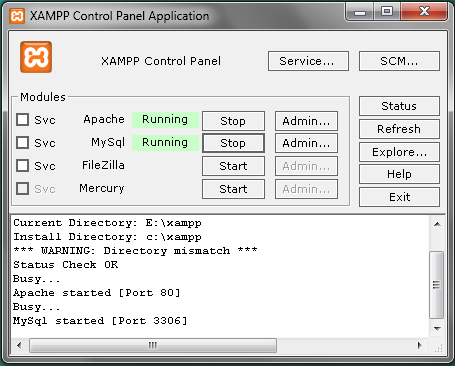 XAMPP Control Panel Application
XAMPP Control Panel
Service...
SCM...
Modules
Svc Apache Running Stop Admin...
Svc MySql Running Stop Admin...
Svc FileZilla Start Admin...
Svc Mercury Start Admin...
Status
Refresh
Explore...
Help
Exit
Current Directory: E:\xampp
Install Directory: c:\xampp
*** WARNING: Directory mismatch ***
Status Check OK
Busy...
Apache started [Port 80]
Busy...
MySql started [Port 3306]